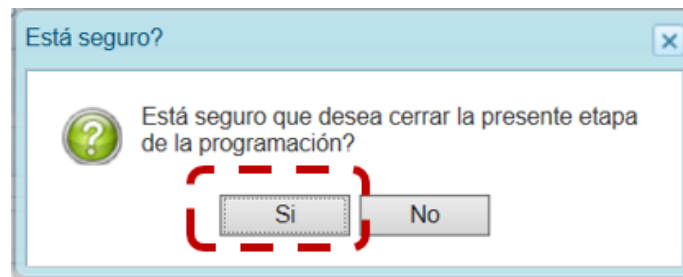 Está seguro?
Está seguro que desea cerrar la presente etapa
de la programación?
Si No